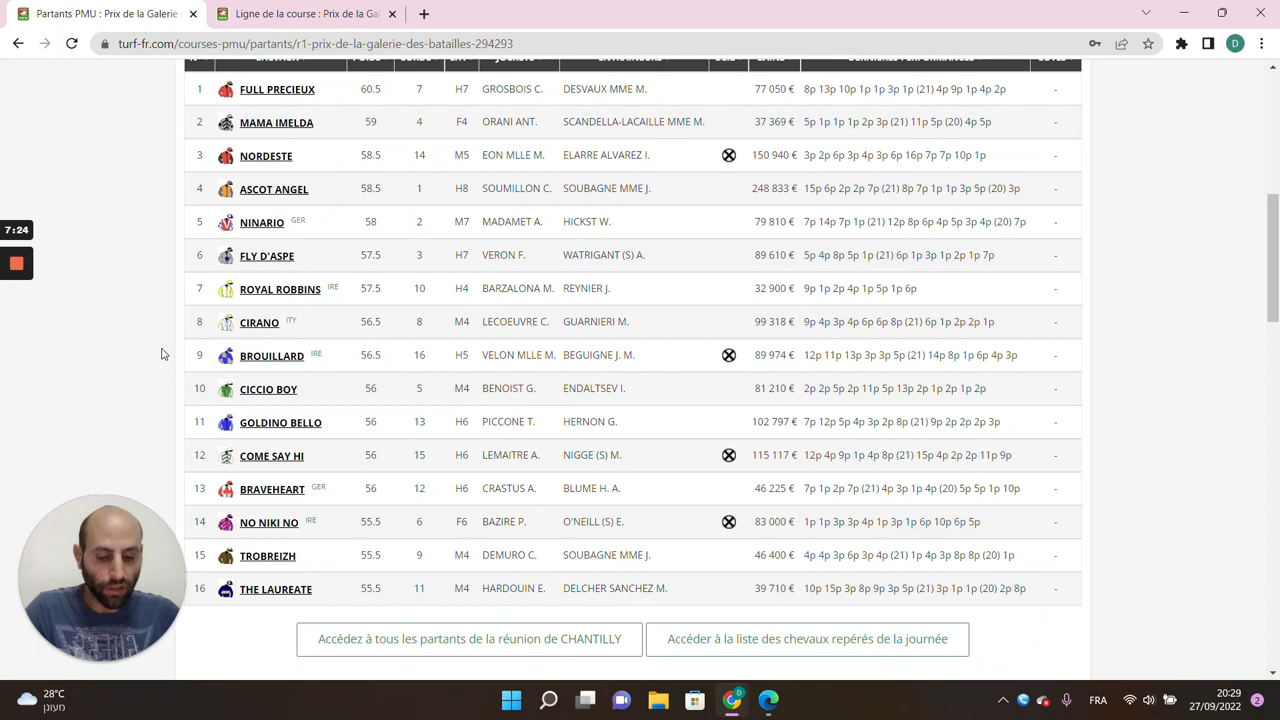 Partants PMU : Prix de la Galerie
Ligne de la course : Prix de la Ga
turf-fr.com/courses-pmu/partants/r1-prix-de-la-galerie-des-batailles-294293
D
1 FULL PRECIEUX 60.5 7 H7 GROSBOIS C. DESVAUX MME M. 77 050 € 8p 13p 10p 1p 1p 3p 1p (21) 4p 9p 1p 4p 2p -
2 MAMA IMELDA 59 4 F4 ORANI ANT. SCANDELLA-LACAILLE MME M. 37 369 € 5p 1p 1p 1p 2p 3p (21) 11p 5p (20) 4p 5p -
3 NORDESTE 58.5 14 M5 EON MLLE M. ELARRE ALVAREZ I. 150 940 € 3p 2p 6p 3p 4p 3p 6p 16p 7p 7p 10p 1p -
4 ASCOT ANGEL 58.5 1 H8 SOUMILLON C. SOUBAGNE MME J. 248 833 € 15p 6p 2p 2p 7p (21) 8p 7p 1p 1p 3p 5p (20) 3p -
5 NINARIO GER 58 2 M7 MADAMET A. HICKST W. 79 810 € 7p 14p 7p 1p (21) 12p 8p 6p 4p 5p 3p 4p (20) 7p -
6 FLY D'ASPE 57.5 3 H7 VERON F. WATRIGANT (S) A. 89 610 € 5p 4p 8p 5p 1p (21) 6p 1p 3p 1p 2p 1p 7p -
7 ROYAL ROBBINS IRE 57.5 10 H4 BARZALONA M. REYNIER J. 32 900 € 9p 1p 2p 4p 1p 5p 1p 6p -
8 CIRANO ITY 56.5 8 M4 LECOEUVRE C. GUARNIERI M. 99 318 € 9p 4p 3p 4p 6p 6p 8p (21) 6p 1p 2p 2p 1p -
9 BROUILLARD IRE 56.5 16 H5 VELON MLLE M. BEGUIGNE J. M. 89 974 € 12p 11p 13p 3p 3p 5p (21) 14p 8p 1p 6p 4p 3p -
10 CICCIO BOY 56 5 M4 BENOIST G. ENDALTSEV I. 81 210 € 2p 2p 5p 2p 11p 5p 13p 2p 1p 2p 1p 2p -
11 GOLDINO BELLO 56 13 H6 PICCONE T. HERNON G. 102 797 € 7p 12p 5p 4p 3p 2p 8p (21) 9p 2p 2p 2p 3p -
12 COME SAY HI 56 15 H6 LEMAITRE A. NIGGE (S) M. 115 117 € 12p 4p 9p 1p 4p 8p (21) 15p 4p 2p 2p 11p 9p -
13 BRAVEHEART GER 56 12 H6 CRASTUS A. BLUME H. A. 46 225 € 7p 1p 2p 7p (21) 4p 3p 1p 4p (20) 5p 5p 1p 10p -
14 NO NIKI NO IRE 55.5 6 F6 BAZIRE P. O'NEILL (S) E. 83 000 € 1p 1p 3p 3p 4p 1p 3p 1p 6p 10p 6p 5p -
15 TROBREIZH 55.5 9 M4 DEMURO C. SOUBAGNE MME J. 46 400 € 4p 4p 3p 6p 3p 4p (21) 1p 4p 3p 8p 8p (20) 1p -
16 THE LAUREATE 55.5 11 M4 HARDOUIN E. DELCHER SANCHEZ M. 39 710 € 10p 15p 3p 8p 9p 3p 5p (21) 3p 1p 1p (20) 2p 8p -
7:24
Accédez à tous les partants de la réunion de CHANTILLY
Accéder à la liste des chevaux repérés de la journée
28°C
מעונן
D
FRA
20:29
27/09/2022
2